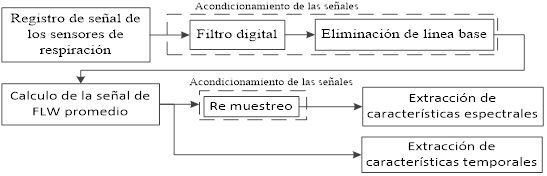 Acondicionamiento de las señales
Registro de señal de
los sensores de
respiración
Filtro digital
Eliminación de línea base
Acondicionamiento de las señales
Calculo de la señal de
FLW promedio
Re muestreo
Extracción de
características espectrales
Extracción de
características temporales